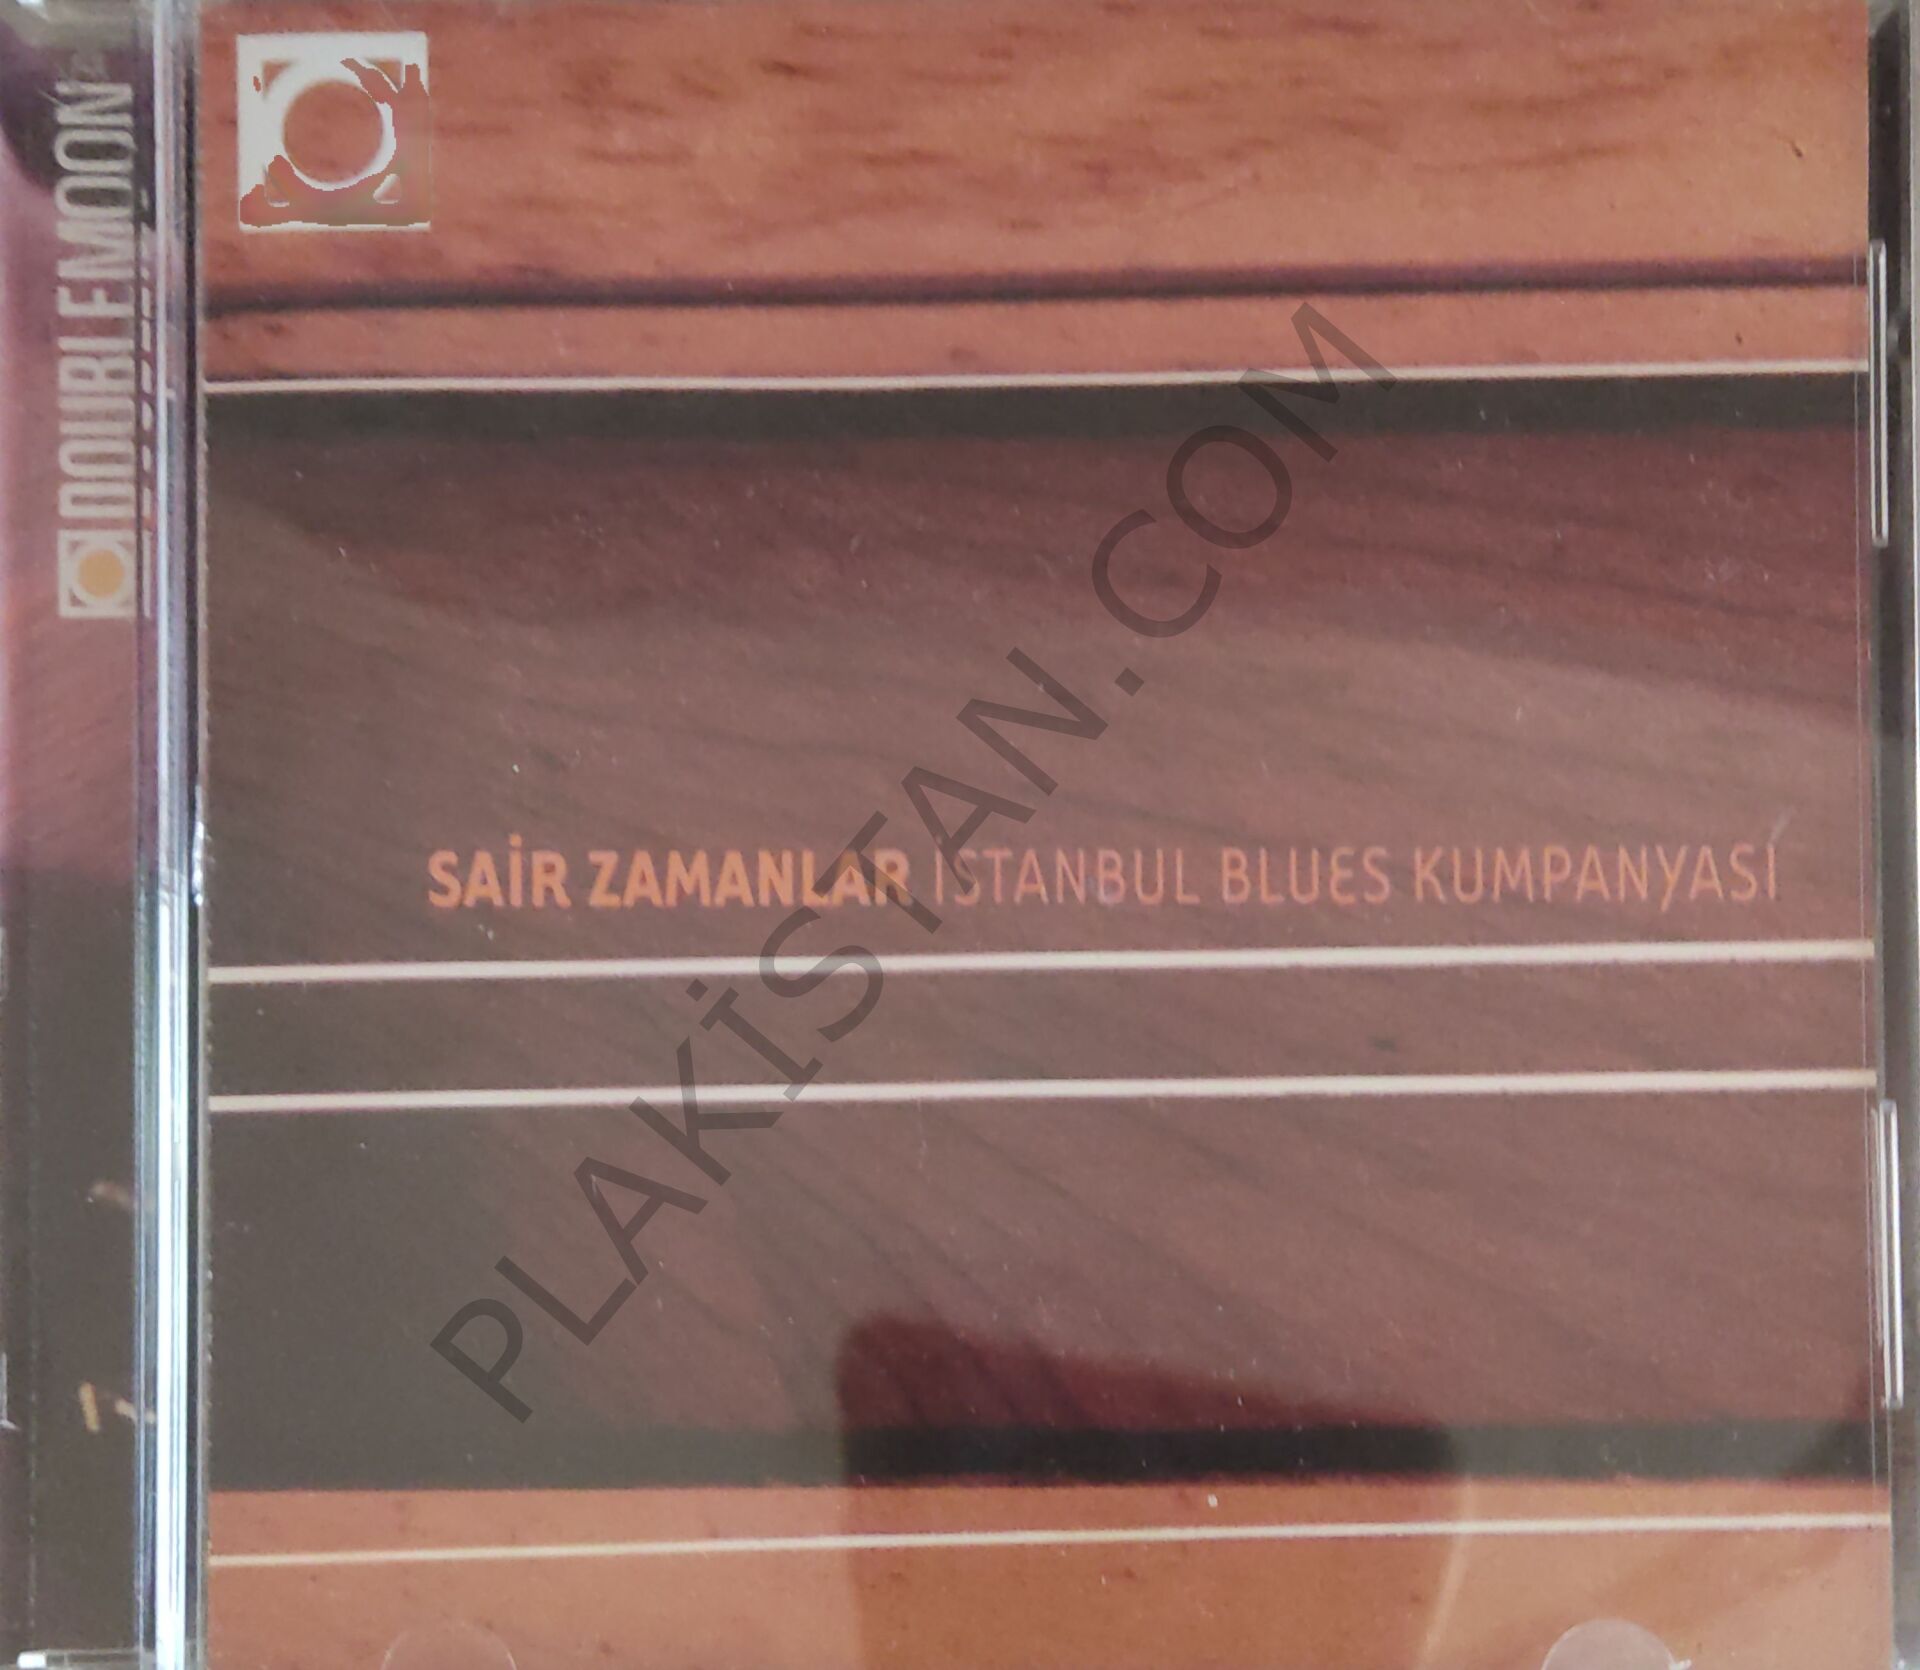 DOUBLEMOON
SAİR ZAMANLAR İSTANBUL BLUES KUMPANYASI
PLAKİSTAN.COM